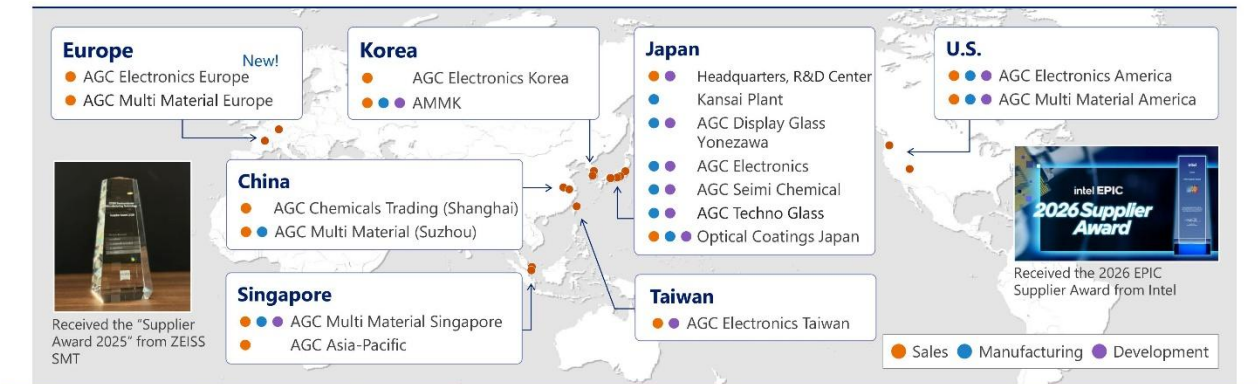 Europe
New!
AGC Electronics Europe
AGC Multi Material Europe
Korea
AGC Electronics Korea
AMMK
Japan
Headquarters, R&D Center
Kansai Plant
AGC Display Glass
Yonezawa
AGC Electronics
AGC Seimi Chemical
AGC Techno Glass
Optical Coatings Japan
U.S.
AGC Electronics America
AGC Multi Material America
China
AGC Chemicals Trading (Shanghai)
AGC Multi Material (Suzhou)
Singapore
AGC Multi Material Singapore
AGC Asia-Pacific
Taiwan
AGC Electronics Taiwan
Received the “Supplier
Award 2025” from ZEISS
SMT
intel EPIC
2026 Supplier
Award
Received the 2026 EPIC
Supplier Award from Intel
Sales Manufacturing Development